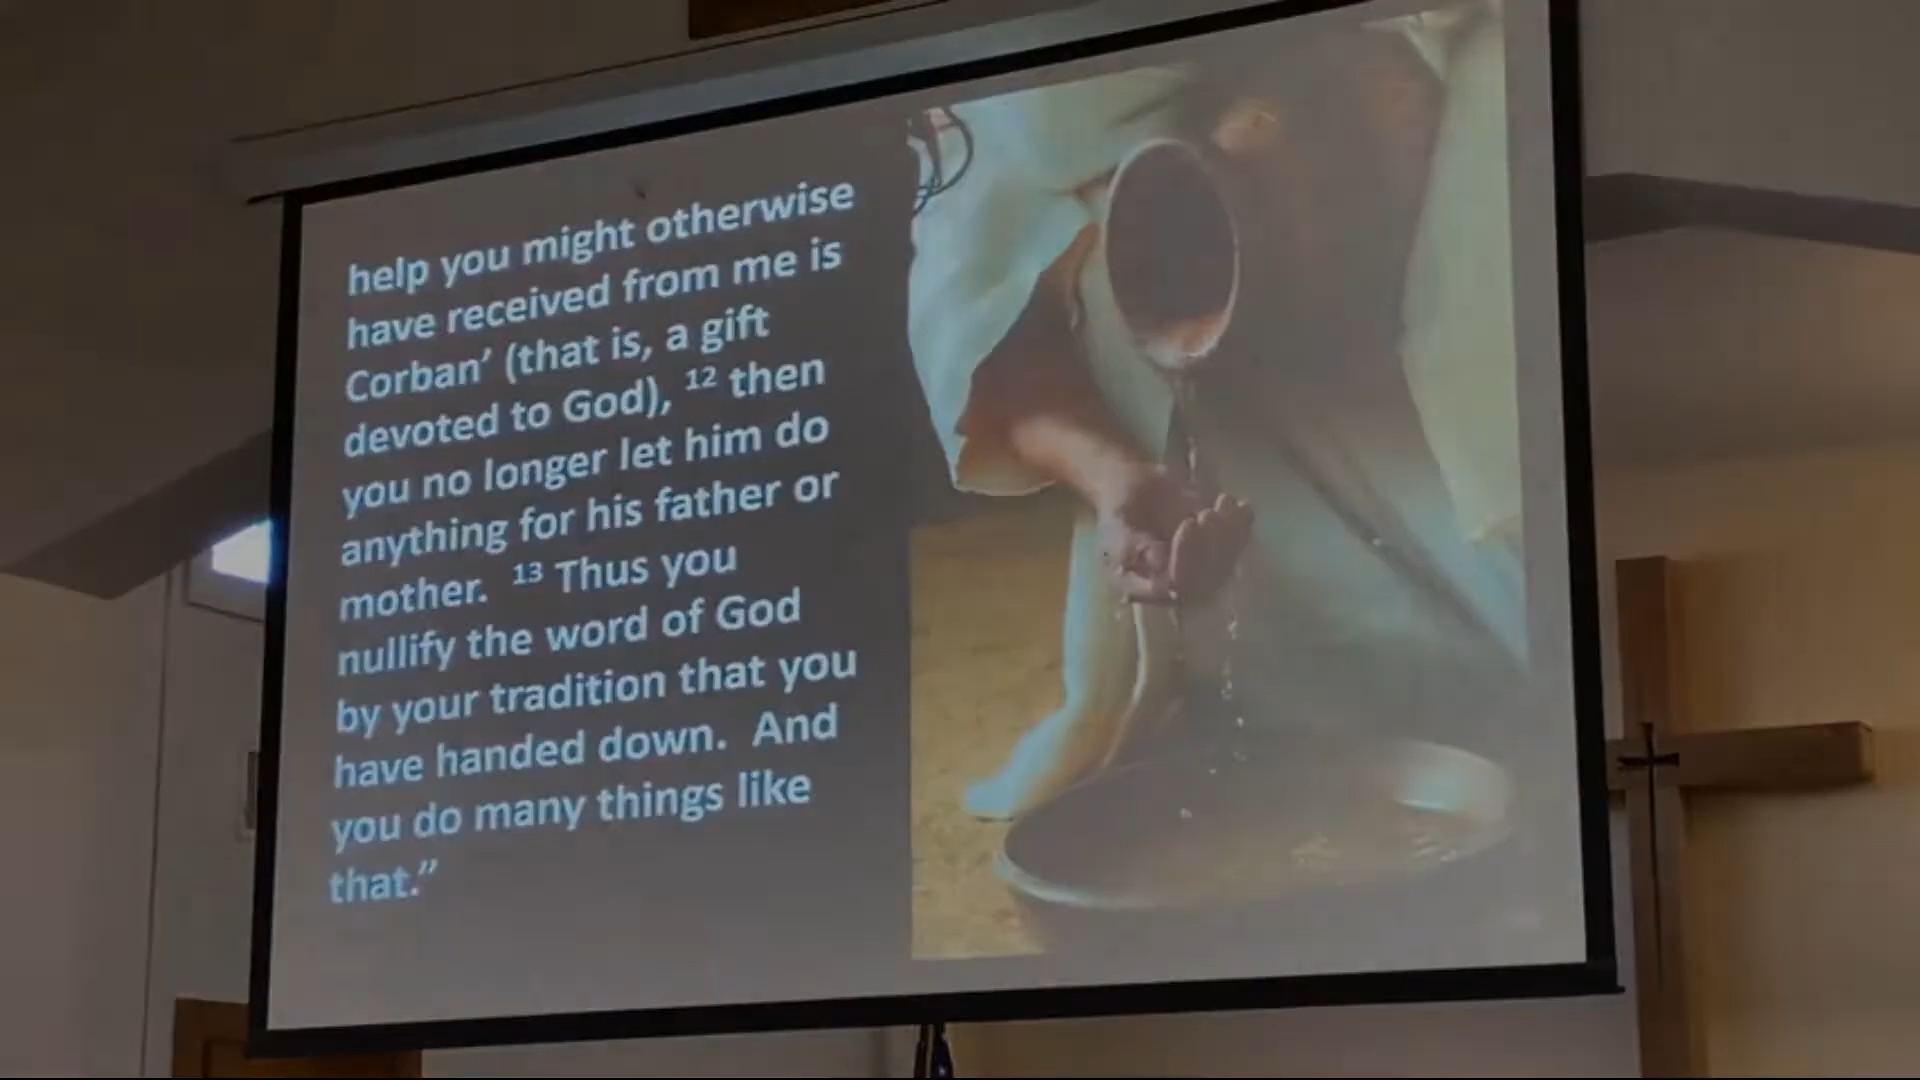 help you might otherwise
have received from me is
Corban’ (that is, a gift
devoted to God), 12 then
you no longer let him do
anything for his father or
mother. 13 Thus you
nullify the word of God
by your tradition that you
have handed down. And
you do many things like
that.”